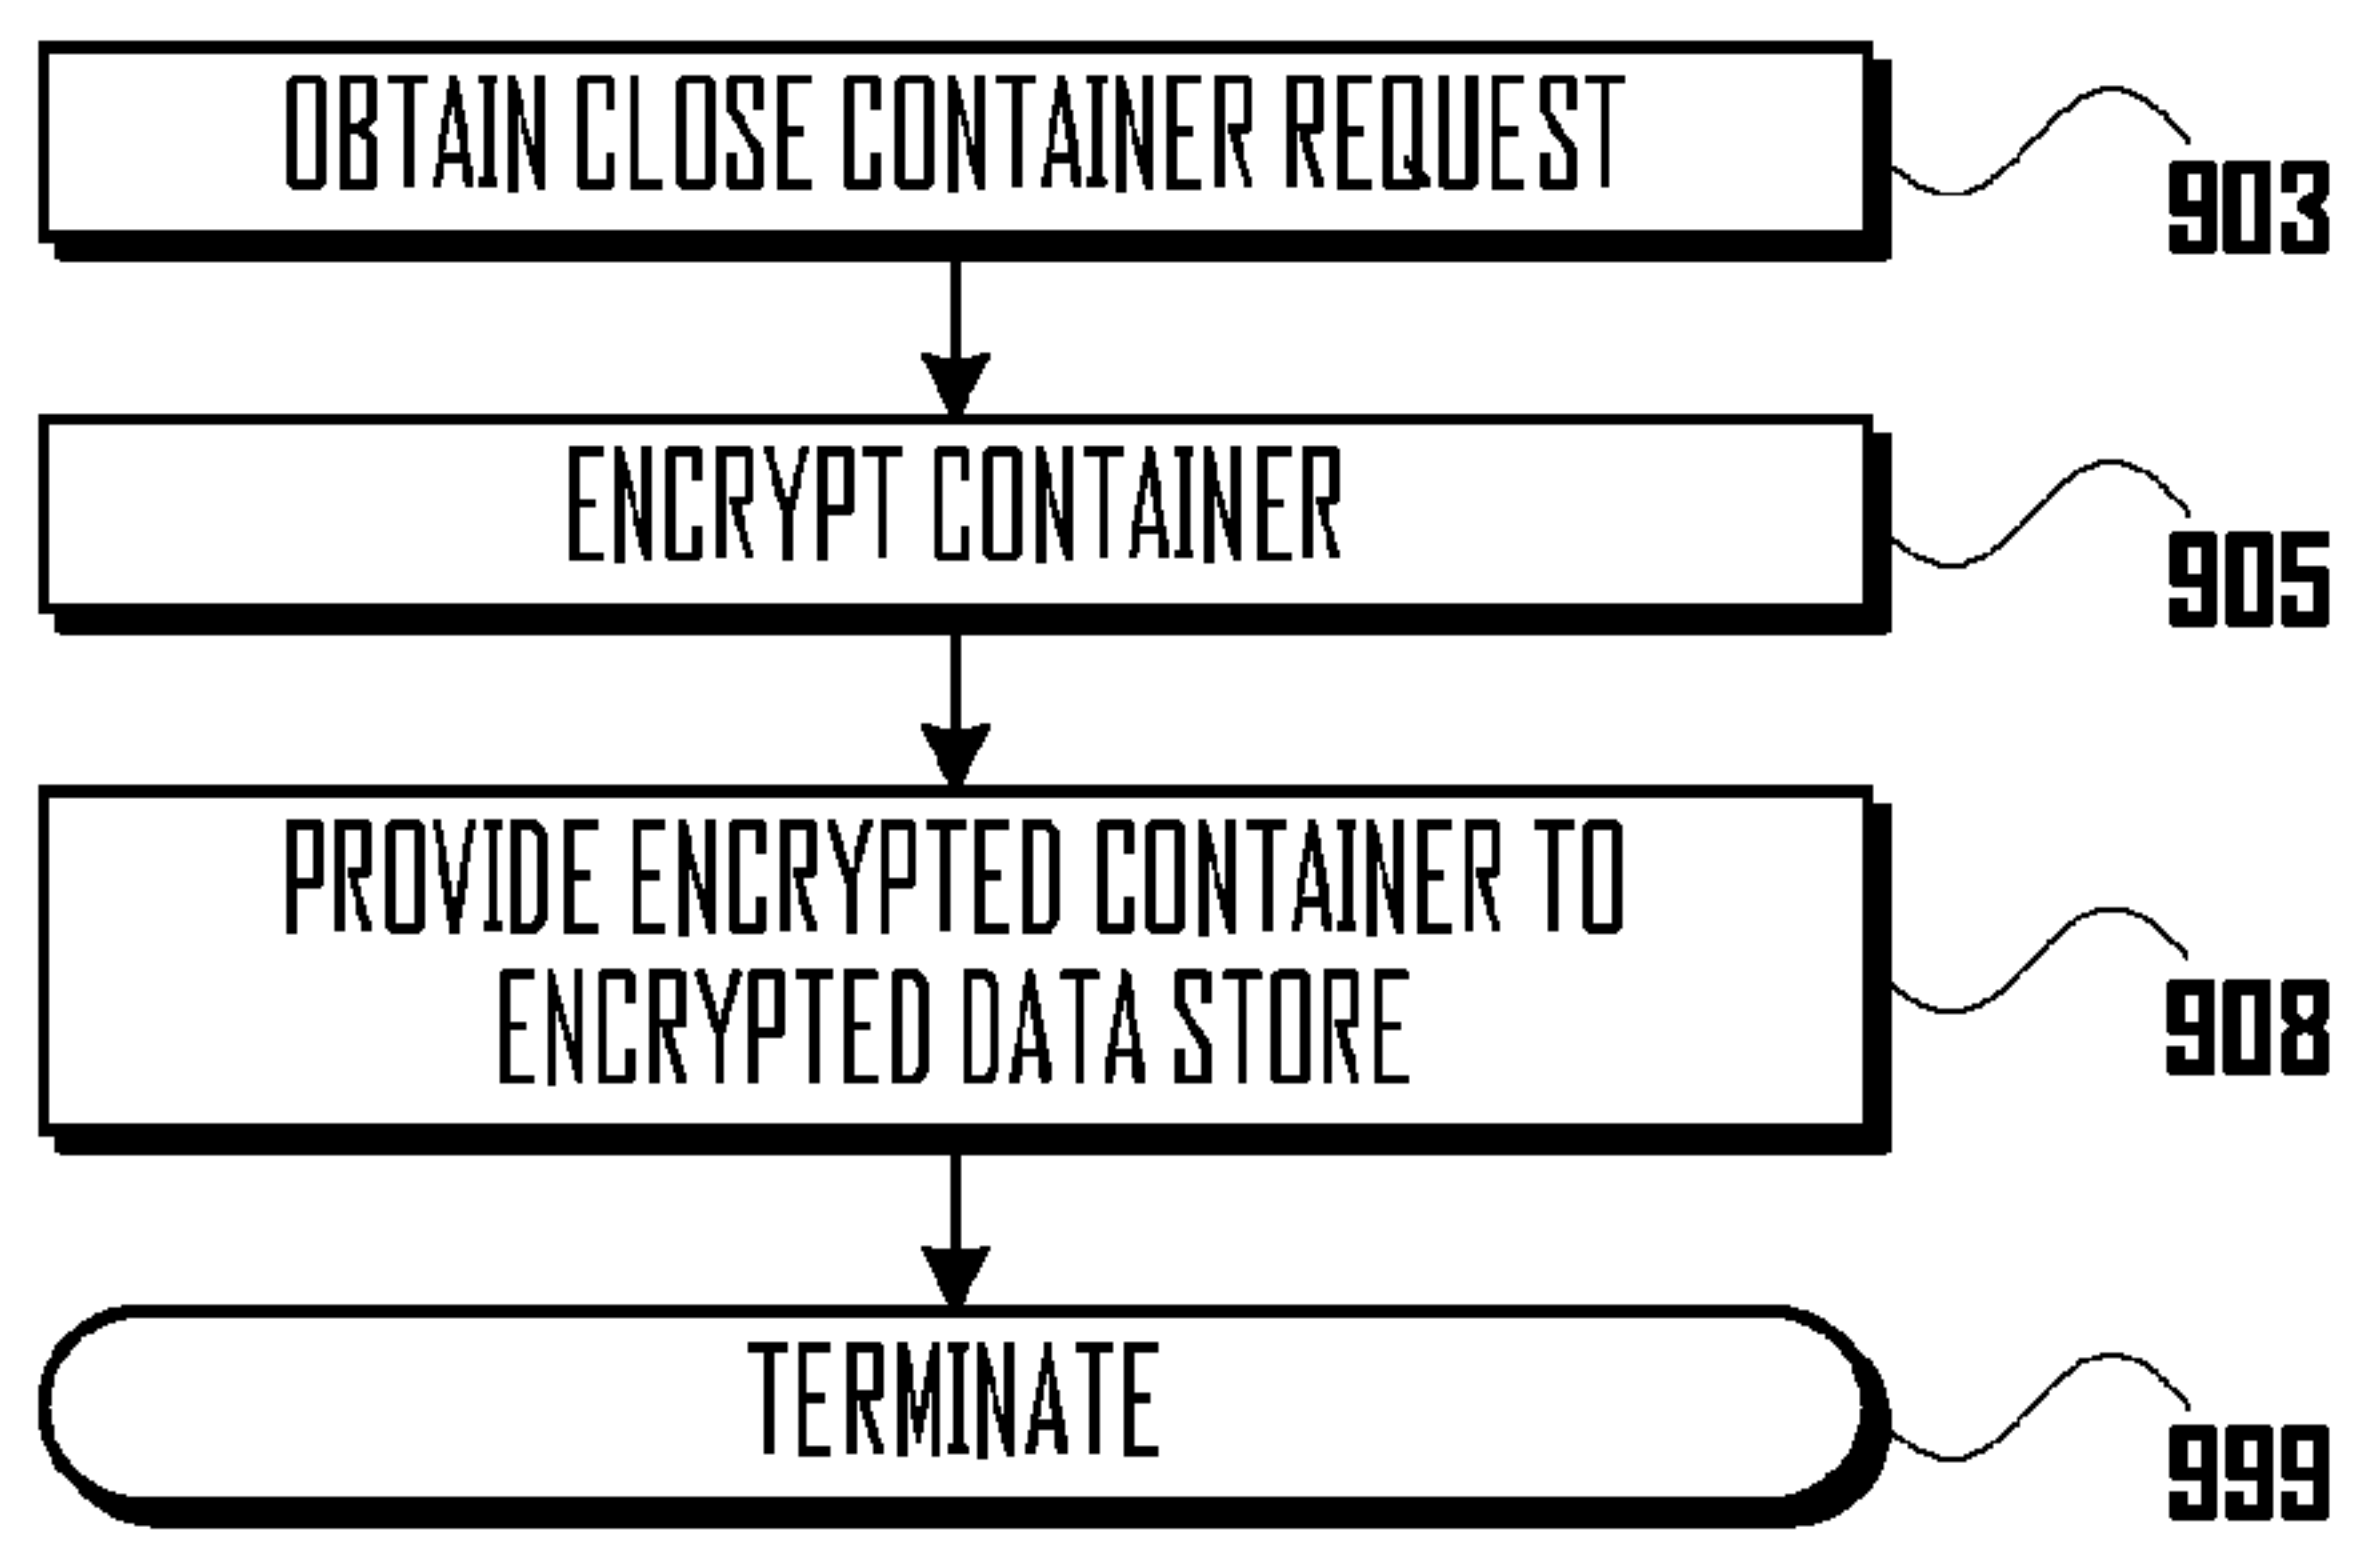 OBTAIN CLOSE CONTAINER REQUEST
903
ENCRYPT CONTAINER
905
PROVIDE ENCRYPTED CONTAINER TO
ENCRYPTED DATA STORE
908
TERMINATE
999